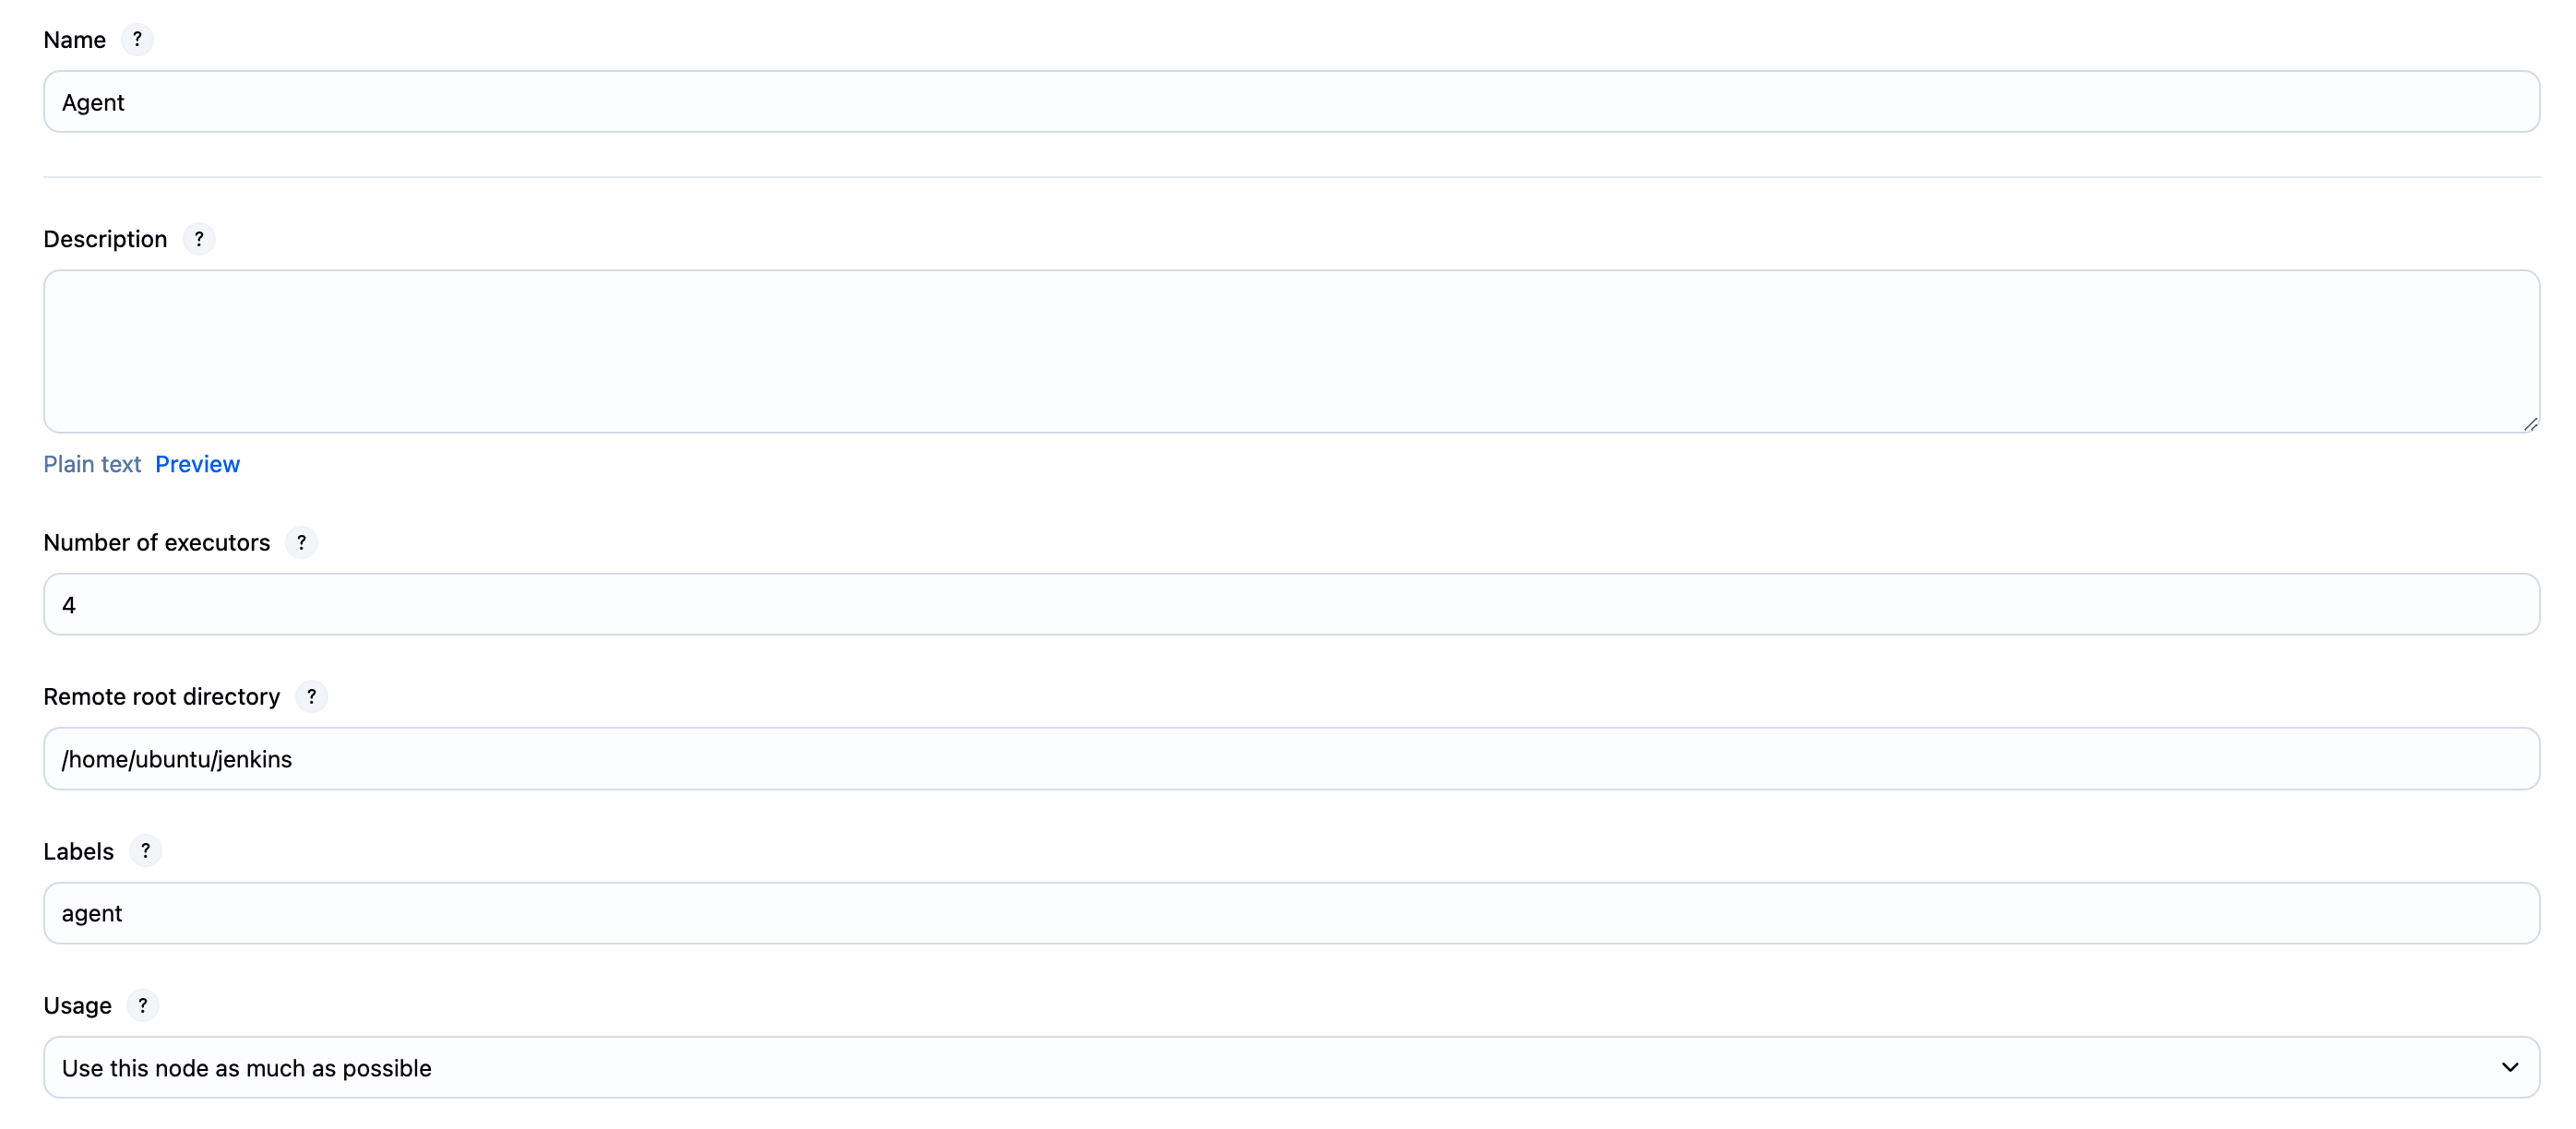 Name ?
Agent
Description ?
Plain text Preview
Number of executors ?
4
Remote root directory ?
/home/ubuntu/jenkins
Labels ?
agent
Usage ?
Use this node as much as possible